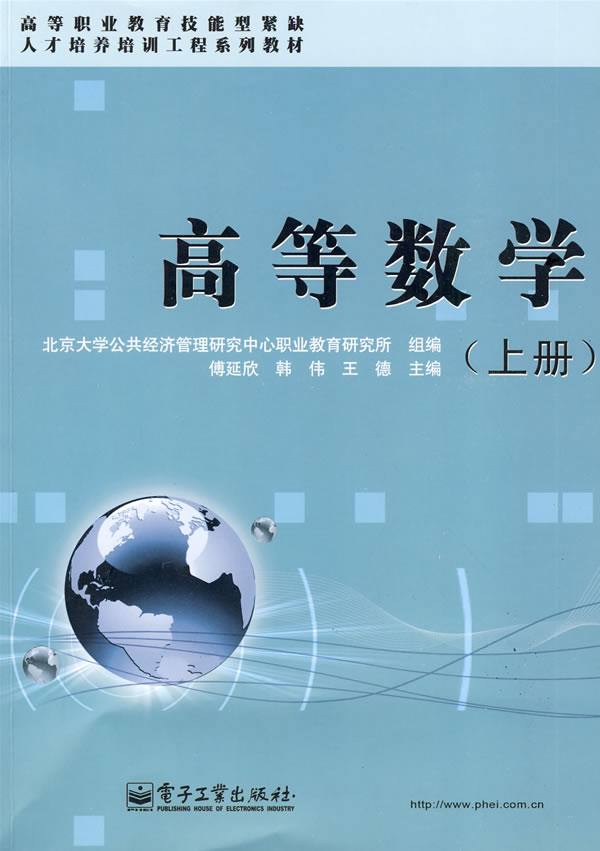 高等职业教育技能型紧缺
人才培养培训工程系列教材
高等数学
（上册）
北京大学公共经济管理研究中心职业教育研究所 组编
傅延欣 韩 伟 王 德 主编
電子工業出版社·
PUBLISHING HOUSE OF ELECTRONICS INDUSTRY
http://www.phei.com.cn